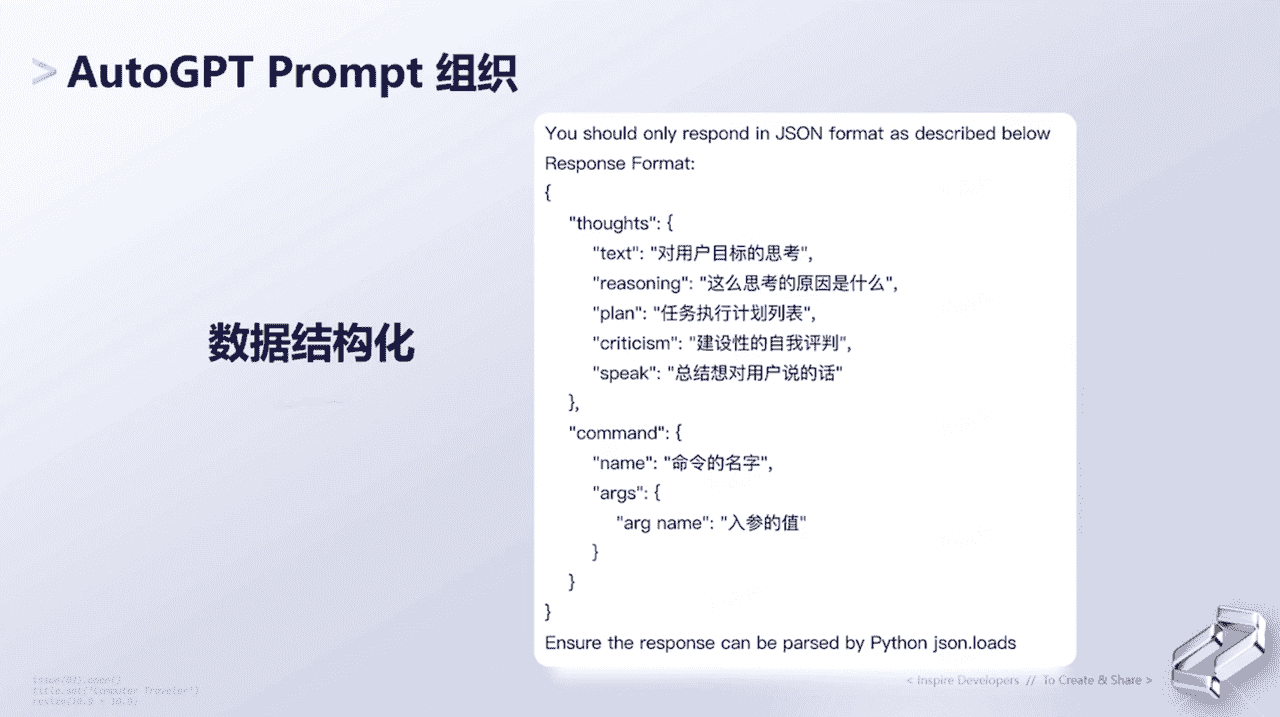 > AutoGPT Prompt 组织
数据结构化
You should only respond in JSON format as described below
Response Format:
{
"thoughts": {
"text": "对用户目标的思考",
"reasoning": "这么思考的原因是什么",
"plan": "任务执行计划列表",
"criticism": "建设性的自我评判",
"speak": "总结想对用户说的话"
},
"command": {
"name": "命令的名字",
"args": {
"arg name": "入参的值"
}
}
}
Ensure the response can be parsed by Python json.loads
< Inspire Developers // To Create & Share >
title.set('Computer Traveler')